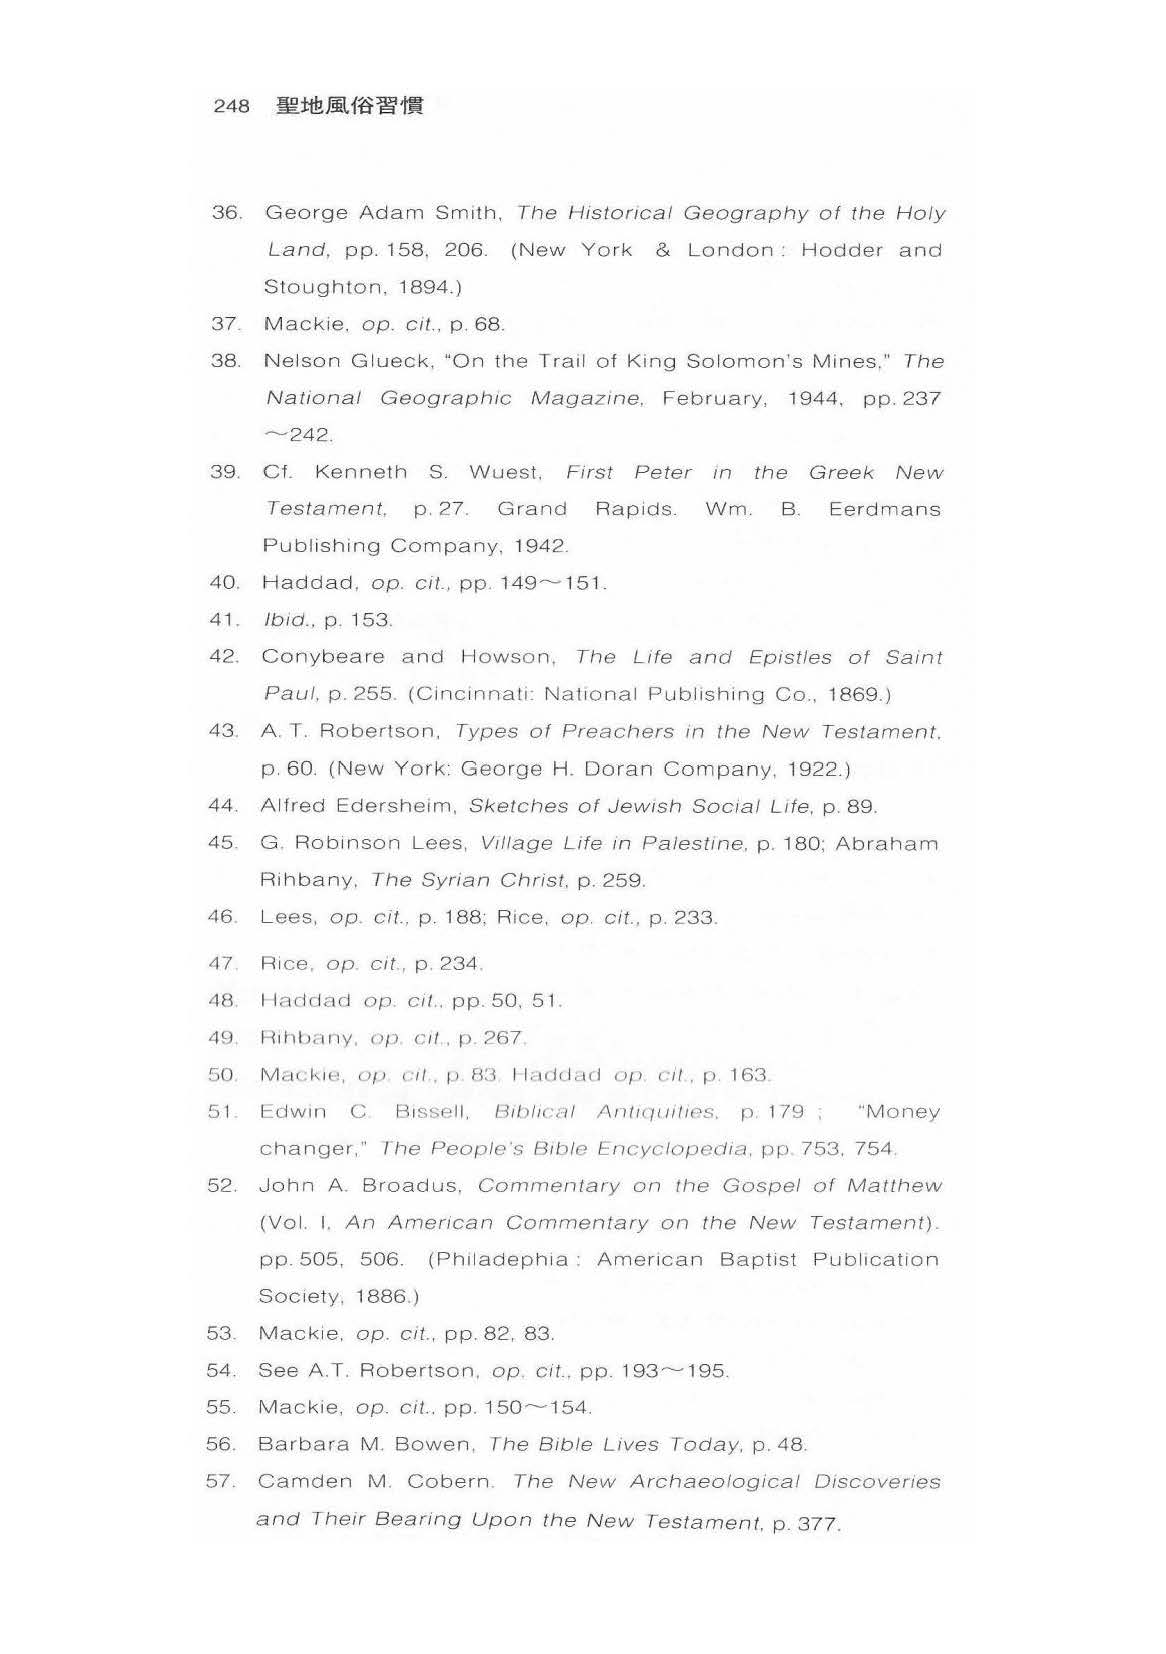 248 聖地風俗習慣
36. George Adam Smith, The Historical Geography of the Holy
Land, pp. 158, 206. (New York & London : Hodder and
Stoughton, 1894.)
37. Mackie, op. cit., p. 68.
38. Nelson Glueck, “On the Trail of King Solomon’s Mines,” The
National Geographic Magazine, February, 1944, pp. 237
～242.
39. Cf. Kenneth S. Wuest, First Peter in the Greek New
Testament, p. 27. Grand Rapids. Wm. B. Eerdmans
Publishing Company, 1942.
40. Haddad, op. cit., pp. 149～151.
41. Ibid., p. 153.
42. Conybeare and Howson, The Life and Epistles of Saint
Paul, p. 255. (Cincinnati: National Publishing Co., 1869.)
43. A. T. Robertson, Types of Preachers in the New Testament,
p. 60. (New York: George H. Doran Company, 1922.)
44. Alfred Edersheim, Sketches of Jewish Social Life, p. 89.
45. G. Robinson Lees, Village Life in Palestine, p. 180; Abraham
Rihbany, The Syrian Christ, p. 259.
46. Lees, op. cit., p. 188; Rice, op. cit., p. 233.
47. Rice, op. cit., p. 234.
48. Haddad op. cit., pp. 50, 51.
49. Rihbany, op. cit., p. 267.
50. Mackie, op. cit., p. 83. Haddad op. cit., p. 163.
51. Edwin C. Bissell, Biblical Antiquities, p. 179 ; “Money
changer,” The People’s Bible Encyclopedia, pp. 753, 754.
52. John A. Broadus, Commentary on the Gospel of Matthew
(Vol. I, An American Commentary on the New Testament).
pp. 505, 506. (Philadephia : American Baptist Publication
Society, 1886.)
53. Mackie, op. cit., pp. 82, 83.
54. See A.T. Robertson, op. cit., pp. 193～195.
55. Mackie, op. cit., pp. 150～154.
56. Barbara M. Bowen, The Bible Lives Today, p. 48.
57. Camden M. Cobern. The New Archaeological Discoveries
and Their Bearing Upon the New Testament, p. 377.